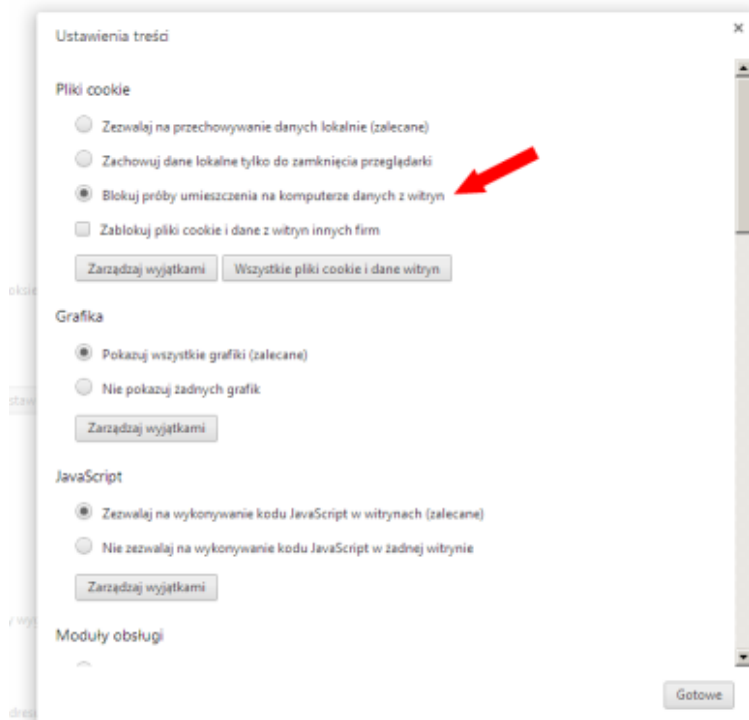 Ustawienia treści
×
Pliki cookie
Zezwalaj na przechowywanie danych lokalnie (zalecane)
Zachowuj dane lokalne tylko do zamknięcia przeglądarki
Blokuj próby umieszczenia na komputerze danych z witryn
Zablokuj pliki cookie i dane z witryn innych firm
Zarządzaj wyjątkami Wszystkie pliki cookie i dane witryn
Grafika
Pokazuj wszystkie grafiki (zalecane)
Nie pokazuj żadnych grafik
Zarządzaj wyjątkami
JavaScript
Zezwalaj na wykonywanie kodu JavaScript w witrynach (zalecane)
Nie zezwalaj na wykonywanie kodu JavaScript w żadnej witrynie
Zarządzaj wyjątkami
Moduły obsługi
Gotowe